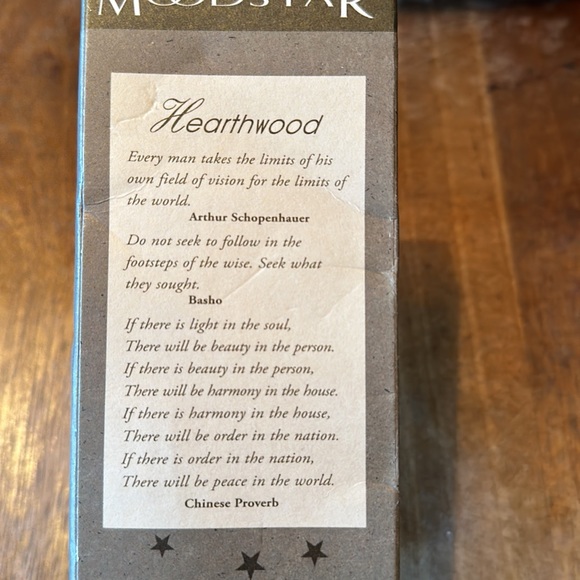 MOODSTAR
Hearthwood
Every man takes the limits of his
own field of vision for the limits of
the world.
Arthur Schopenhauer
Do not seek to follow in the
footsteps of the wise. Seek what
they sought.
Basho
If there is light in the soul,
There will be beauty in the person.
If there is beauty in the person,
There will be harmony in the house.
If there is harmony in the house,
There will be order in the nation.
If there is order in the nation,
There will be peace in the world.
Chinese Proverb